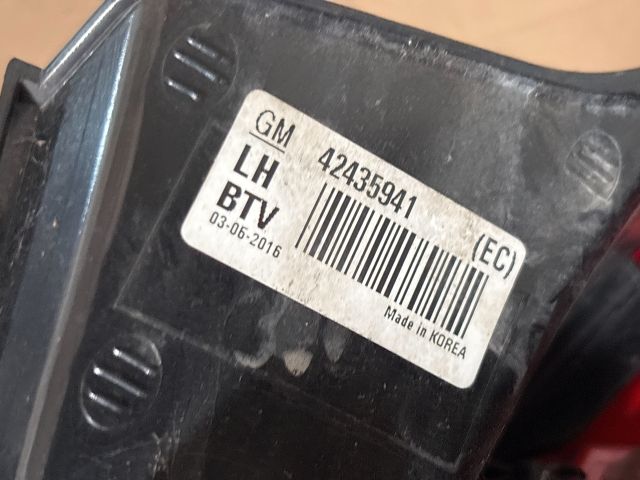 GM 42435941
LH
BTV
03-06-2016
(EC)
Made in KOREA